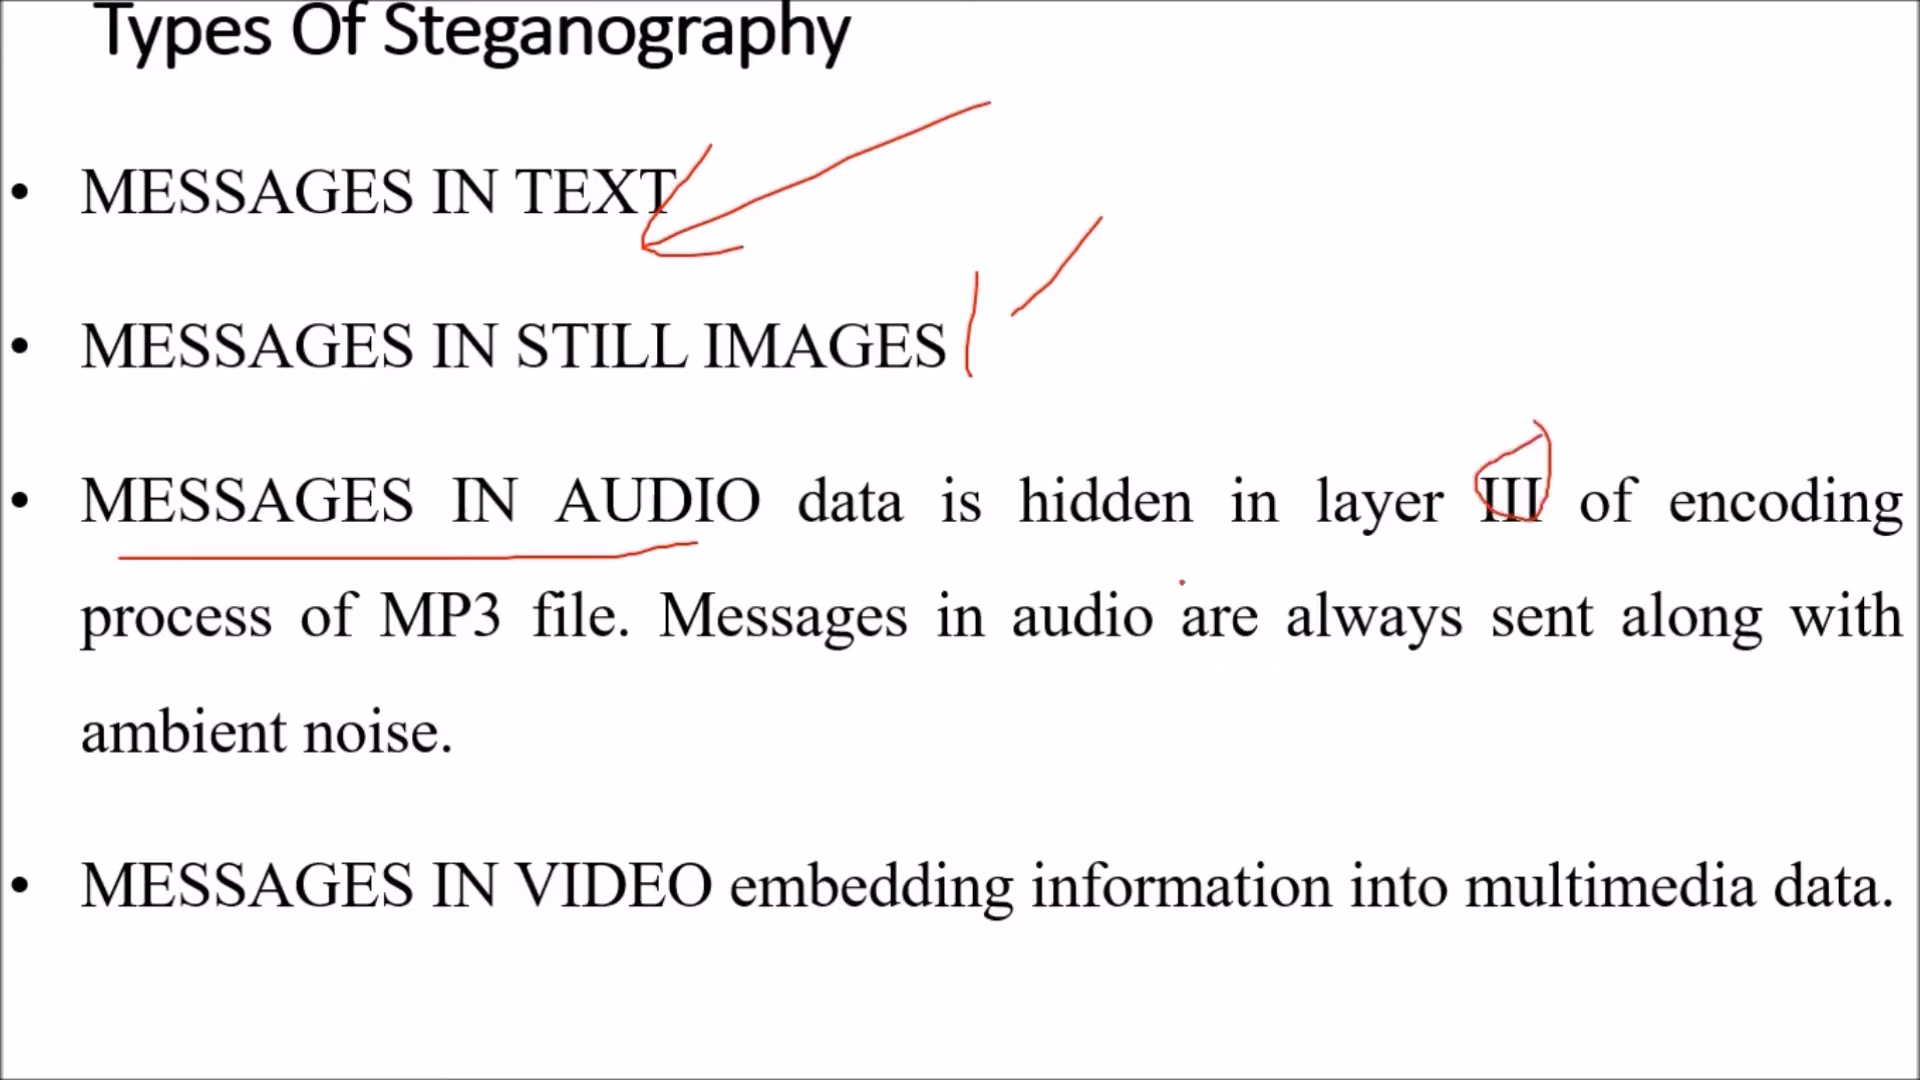 Types Of Steganography
• MESSAGES IN TEXT
• MESSAGES IN STILL IMAGES
• MESSAGES IN AUDIO data is hidden in layer III of encoding
process of MP3 file. Messages in audio are always sent along with
ambient noise.
• MESSAGES IN VIDEO embedding information into multimedia data.